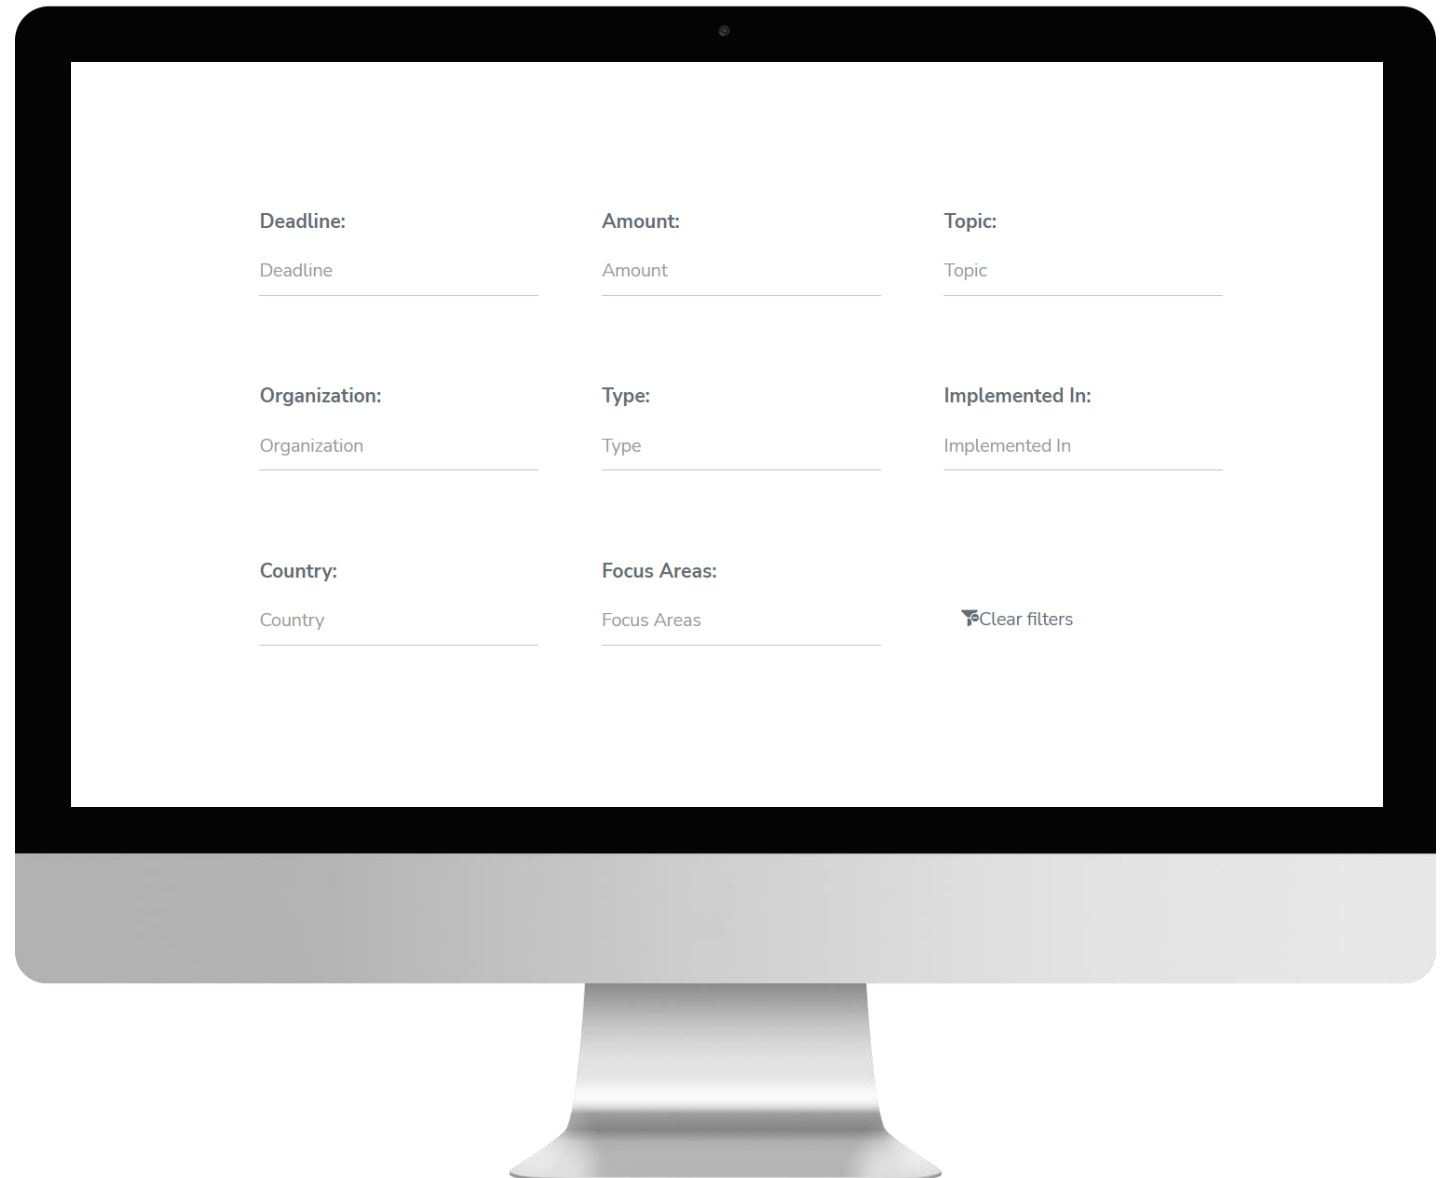 Deadline:
Amount:
Topic:
Deadline
Amount
Topic
Organization:
Type:
Implemented In:
Organization
Type
Implemented In
Country:
Focus Areas:
Country
Focus Areas
Clear filters